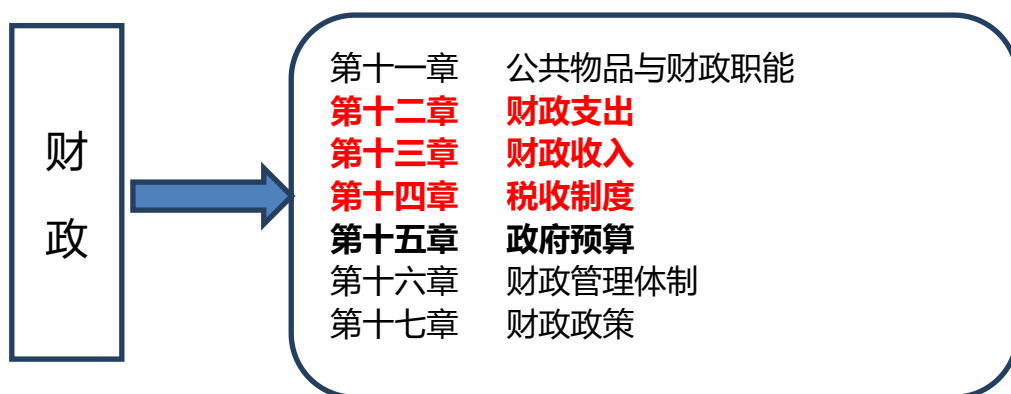 财
政
第十一章 公共物品与财政职能
第十二章 财政支出
第十三章 财政收入
第十四章 税收制度
第十五章 政府预算
第十六章 财政管理体制
第十七章 财政政策